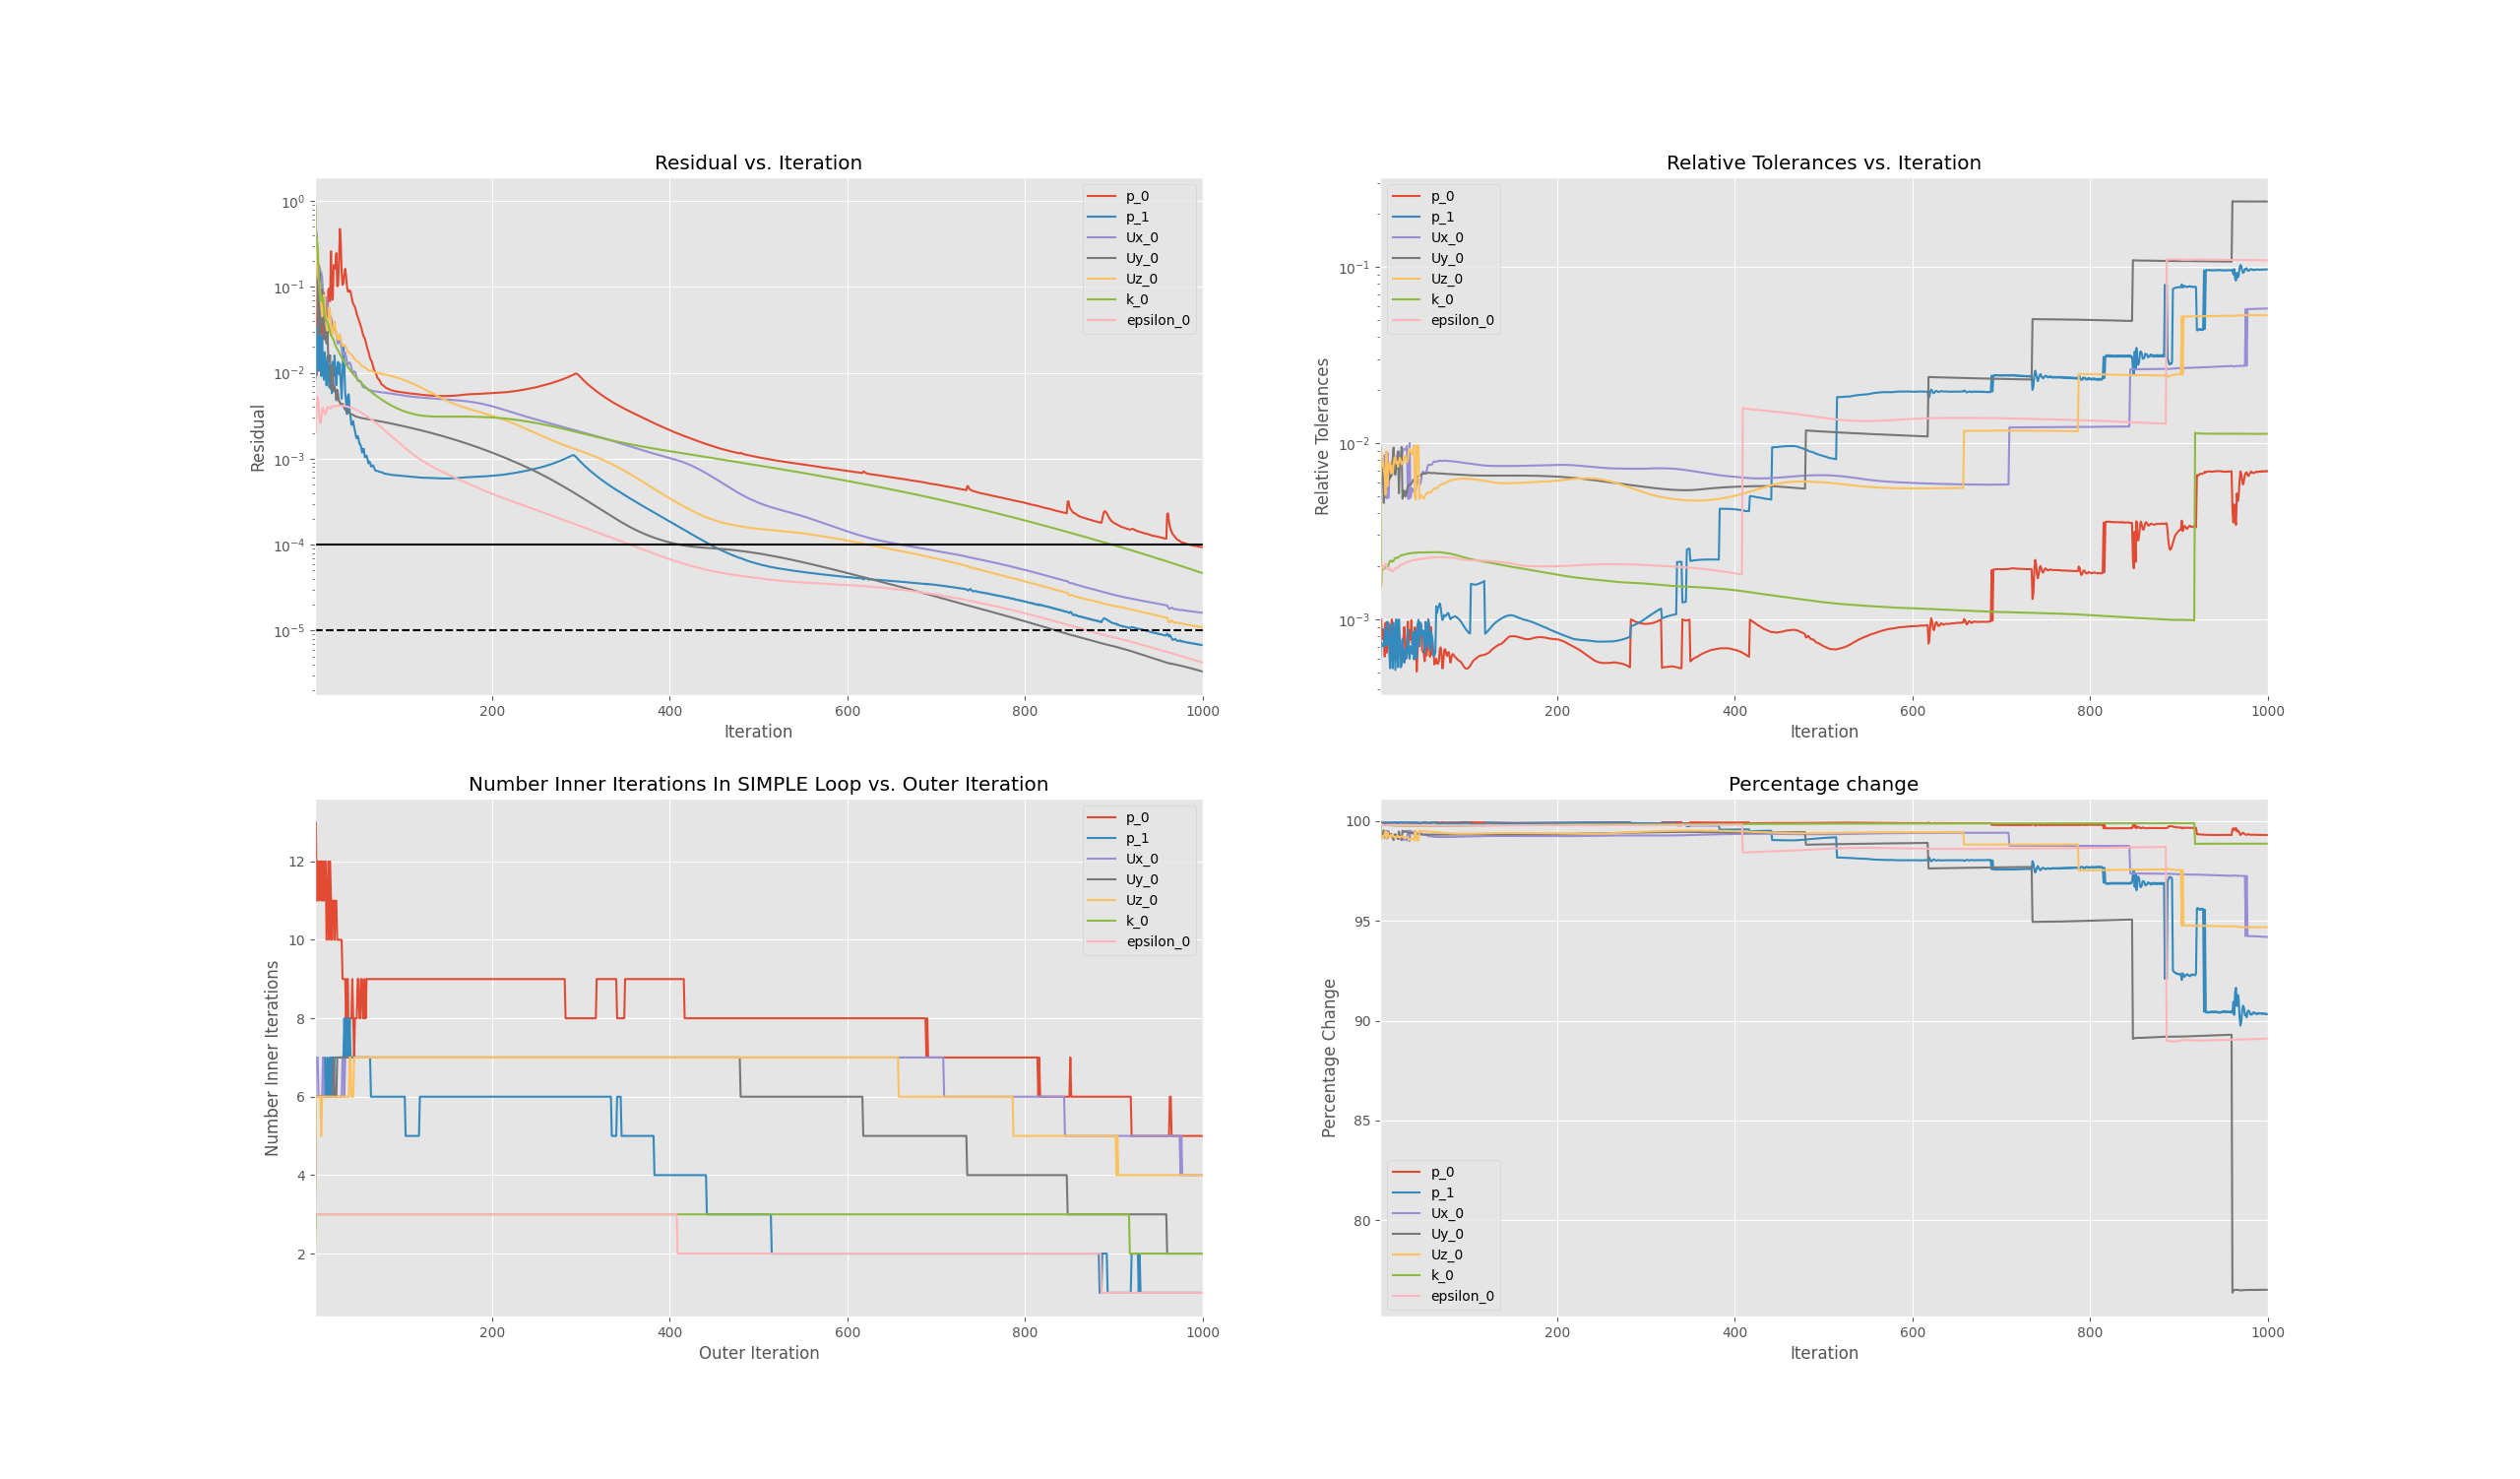 Residual vs. Iteration
10^0
10^-1
10^-2
10^-3
10^-4
10^-5
Residual
200 400 600 800 1000
Iteration
p_0
p_1
Ux_0
Uy_0
Uz_0
k_0
epsilon_0
Relative Tolerances vs. Iteration
10^-1
10^-2
10^-3
Relative Tolerances
200 400 600 800 1000
Iteration
p_0
p_1
Ux_0
Uy_0
Uz_0
k_0
epsilon_0
Number Inner Iterations In SIMPLE Loop vs. Outer Iteration
12
10
8
6
4
2
Number Inner Iterations
200 400 600 800 1000
Outer Iteration
p_0
p_1
Ux_0
Uy_0
Uz_0
k_0
epsilon_0
Percentage change
100
95
90
85
80
Percentage Change
200 400 600 800 1000
Iteration
p_0
p_1
Ux_0
Uy_0
Uz_0
k_0
epsilon_0